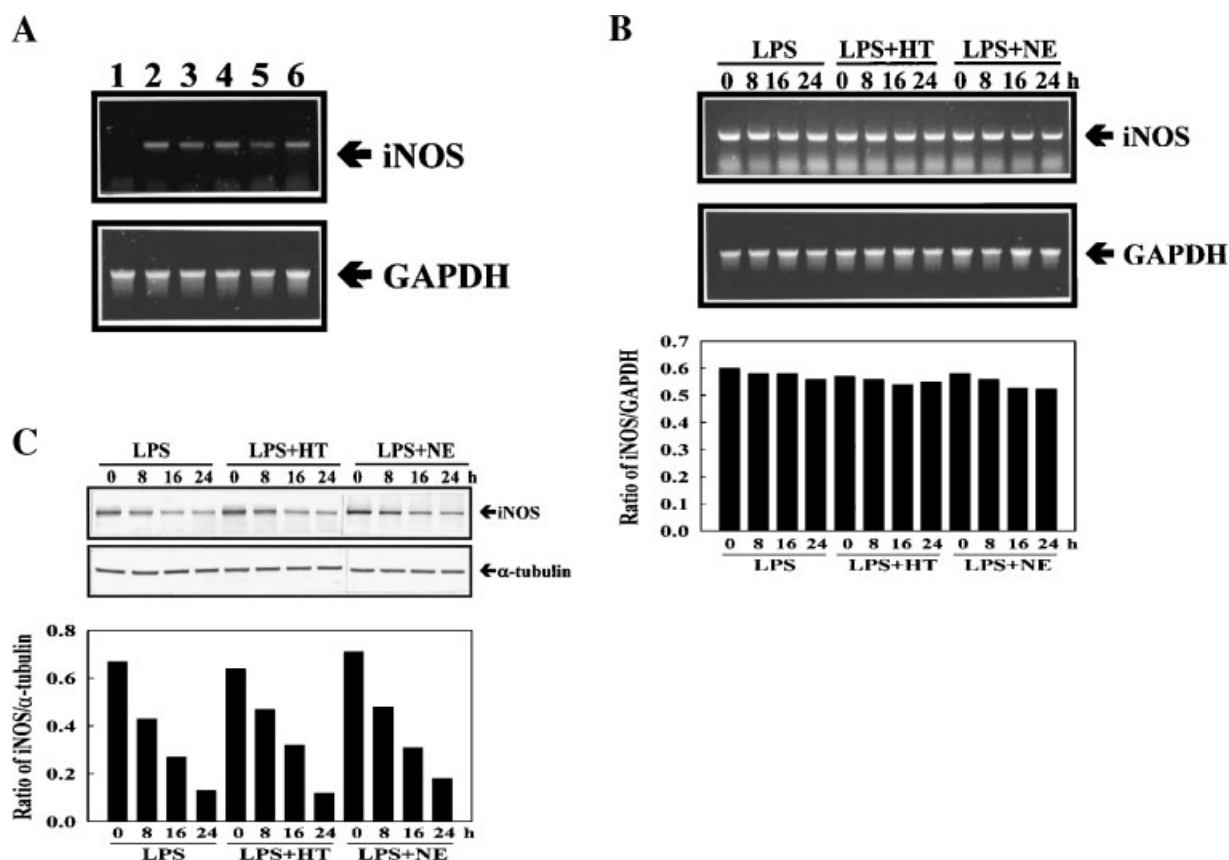 A
1 2 3 4 5 6
iNOS
GAPDH
B
LPS LPS+HT LPS+NE
0 8 16 24 0 8 16 24 0 8 16 24 h
iNOS
GAPDH
Ratio of iNOS/GAPDH
0.7
0.6
0.5
0.4
0.3
0.2
0.1
0.0
0 8 16 24 0 8 16 24 0 8 16 24 h
LPS LPS+HT LPS+NE
C
LPS LPS+HT LPS+NE
0 8 16 24 0 8 16 24 0 8 16 24 h
iNOS
α-tubulin
Ratio of iNOS/α-tubulin
0.8
0.6
0.4
0.2
0.0
0 8 16 24 0 8 16 24 0 8 16 24 h
LPS LPS+HT LPS+NE